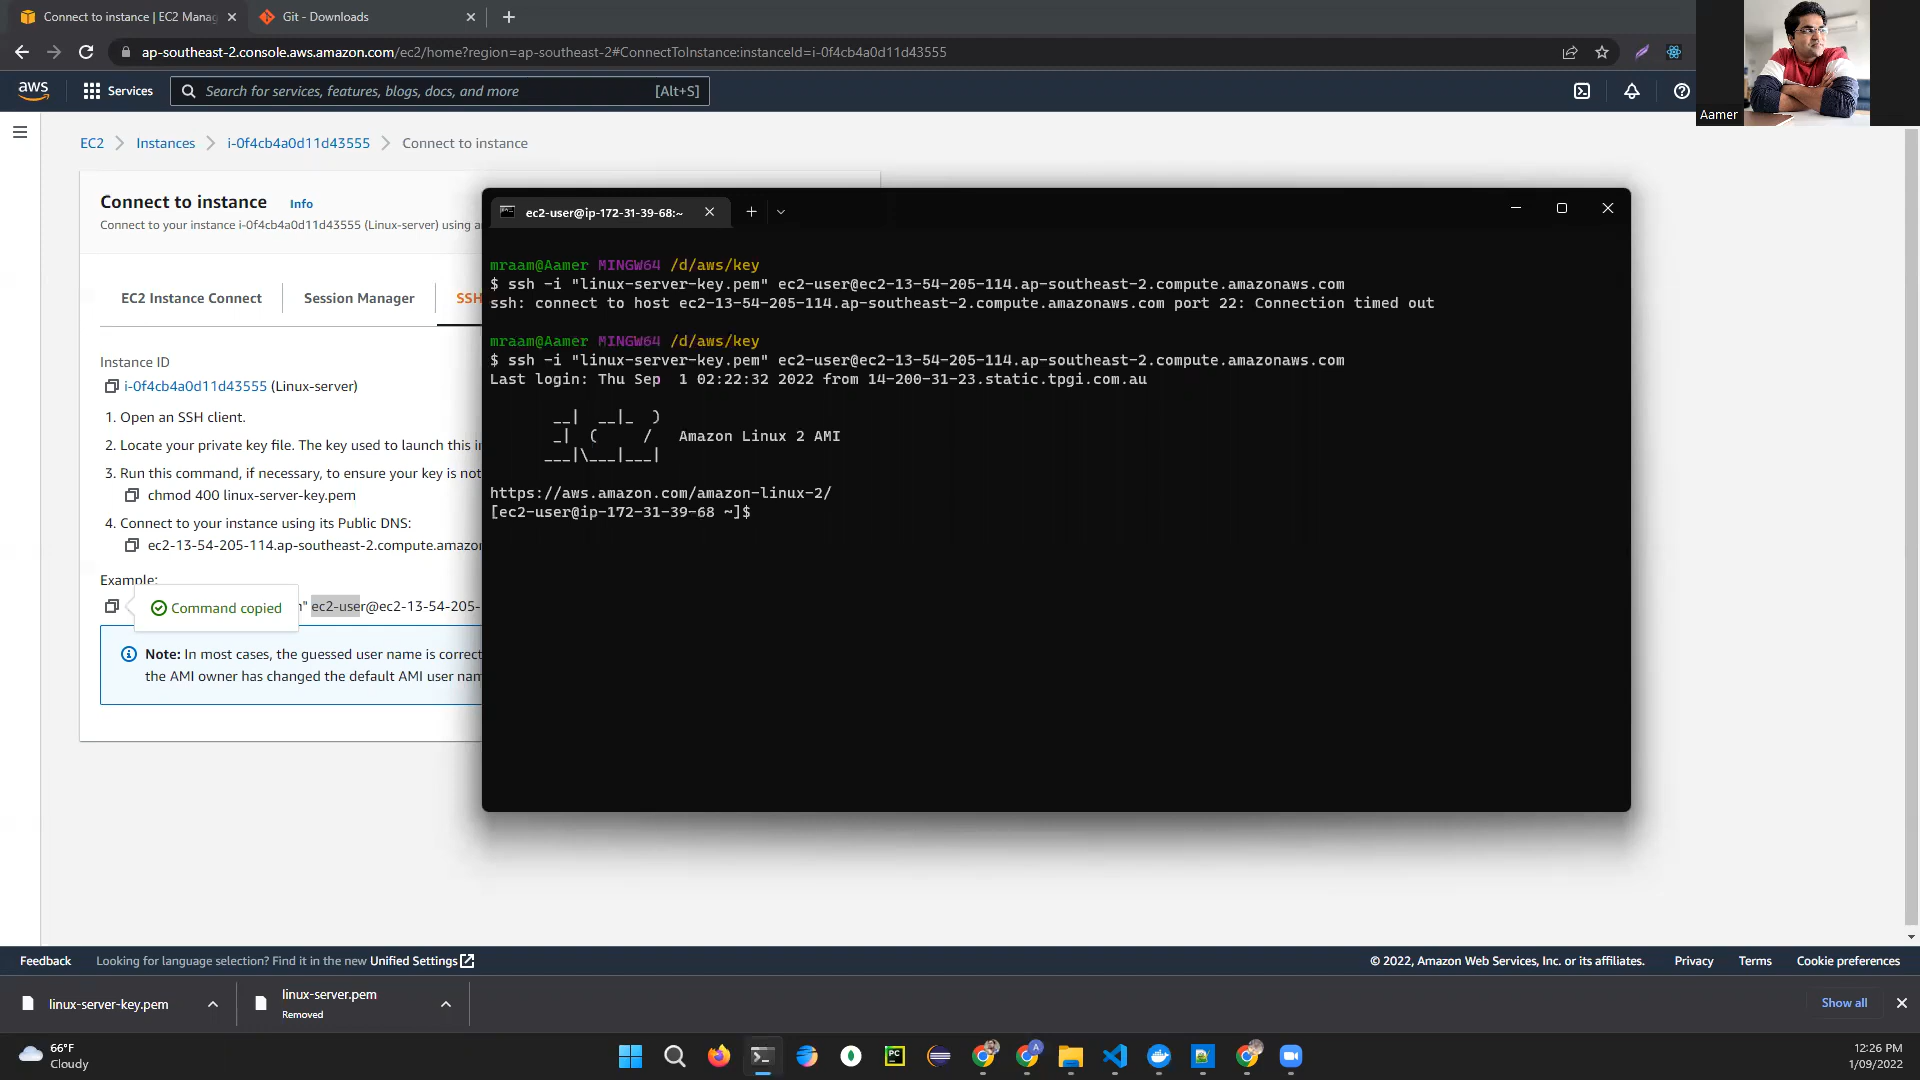 Connect to instance | EC2 Manag
Git - Downloads
ap-southeast-2.console.aws.amazon.com/ec2/home?region=ap-southeast-2#ConnectToInstance:instanceId=i-0f4cb4a0d11d43555
aws
Services
Search for services, features, blogs, docs, and more
[Alt+S]
Aamer
EC2 > Instances > i-0f4cb4a0d11d43555 > Connect to instance
Connect to instance Info
Connect to your instance i-0f4cb4a0d11d43555 (Linux-server) using
EC2 Instance Connect
Session Manager
SSH
Instance ID
i-0f4cb4a0d11d43555 (Linux-server)
1. Open an SSH client.
2. Locate your private key file. The key used to launch this
3. Run this command, if necessary, to ensure your key is not
chmod 400 linux-server-key.pem
4. Connect to your instance using its Public DNS:
ec2-13-54-205-114.ap-southeast-2.compute.amazon
Example:
Command copied
" ec2-user@ec2-13-54-205-
Note: In most cases, the guessed user name is correct
the AMI owner has changed the default AMI user nam
ec2-user@ip-172-31-39-68:~
mraam@Aamer MINGW64 /d/aws/key
$ ssh -i "linux-server-key.pem" ec2-user@ec2-13-54-205-114.ap-southeast-2.compute.amazonaws.com
ssh: connect to host ec2-13-54-205-114.ap-southeast-2.compute.amazonaws.com port 22: Connection timed out
mraam@Aamer MINGW64 /d/aws/key
$ ssh -i "linux-server-key.pem" ec2-user@ec2-13-54-205-114.ap-southeast-2.compute.amazonaws.com
Last login: Thu Sep  1 02:22:32 2022 from 14-200-31-23.static.tpgi.com.au
       __|  __|_  )
       _|  (     /   Amazon Linux 2 AMI
      ___|\___|___|
https://aws.amazon.com/amazon-linux-2/
[ec2-user@ip-172-31-39-68 ~]$
Feedback
Looking for language selection? Find it in the new Unified Settings
© 2022, Amazon Web Services, Inc. or its affiliates.
Privacy
Terms
Cookie preferences
linux-server-key.pem
linux-server.pem
Removed
Show all
66°F
Cloudy
PC
A
12:26 PM
1/09/2022